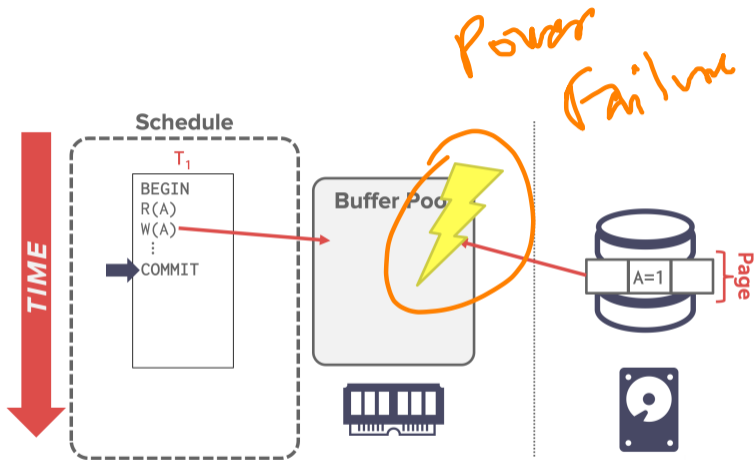 Power
Failure
Schedule
T₁
BEGIN
R(A)
W(A)
⋮
COMMIT
TIME
Buffer Poo
A=1
Page